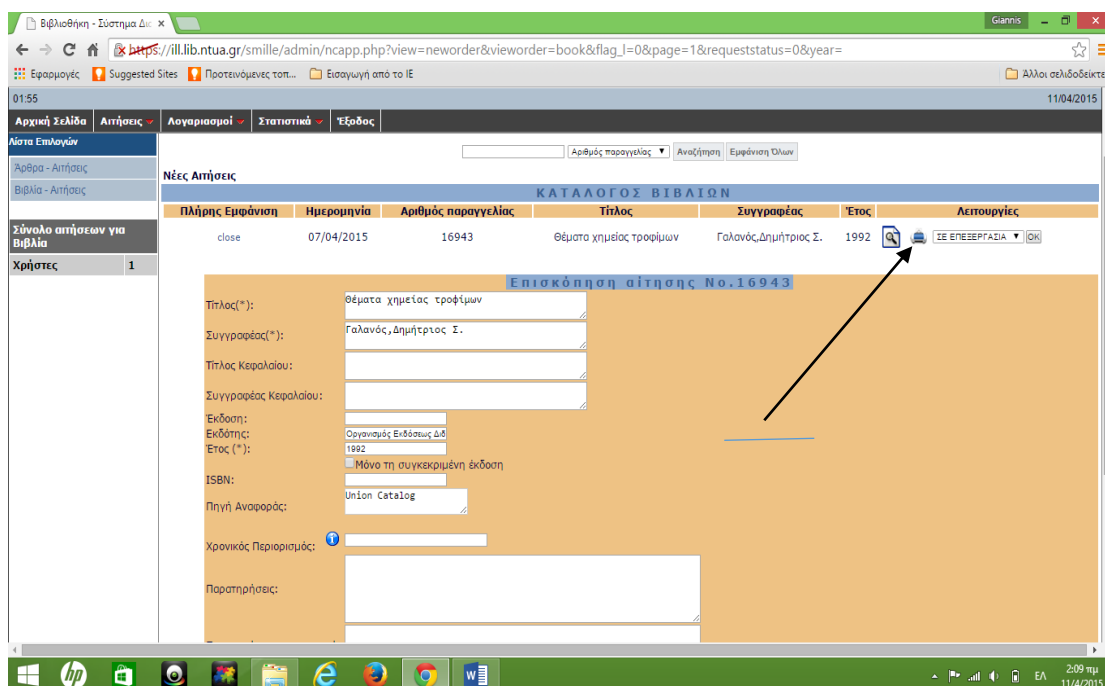 Βιβλιοθήκη - Σύστημα Δια
Giannis
https://ill.lib.ntua.gr/smille/admin/ncapp.php?view=neworder&vieworder=book&flag_l=0&page=1&requeststatus=0&year=
Εφαρμογές Suggested Sites Προτεινόμενες τοπ... Εισαγωγή από το IE Άλλοι σελιδοδείκτε
01:55 11/04/2015
Αρχική Σελίδα Αιτήσεις Λογαριασμοί Στατιστικά Έξοδος
Λίστα Επιλογών
Άρθρα - Αιτήσεις
Βιβλία - Αιτήσεις
Σύνολο αιτήσεων για
Βιβλία
Χρήστες 1
Αριθμός παραγγελίας Αναζήτηση Εμφάνιση Όλων
Νέες Αιτήσεις
ΚΑΤΑΛΟΓΟΣ ΒΙΒΛΙΩΝ
Πλήρης Εμφάνιση Ημερομηνία Αριθμός παραγγελίας Τίτλος Συγγραφέας Έτος Λειτουργίες
close 07/04/2015 16943 Θέματα χημείας τροφίμων Γαλανός,Δημήτριος Σ. 1992 ΣΕ ΕΠΕΞΕΡΓΑΣΙΑ OK
Επισκόπηση αίτησης No.16943
Τίτλος(*): Θέματα χημείας τροφίμων
Συγγραφέας(*): Γαλανός,Δημήτριος Σ.
Τίτλος Κεφαλαίου:
Συγγραφέας Κεφαλαίου:
Έκδοση:
Εκδότης: Οργανισμός Εκδόσεως Διδ
Έτος (*): 1992
Μόνο τη συγκεκριμένη έκδοση
ISBN:
Πηγή Αναφοράς: Union Catalog
Χρονικός Περιορισμός:
Παρατηρήσεις:
hp
ΕΛ
2:09 πμ
11/4/2015